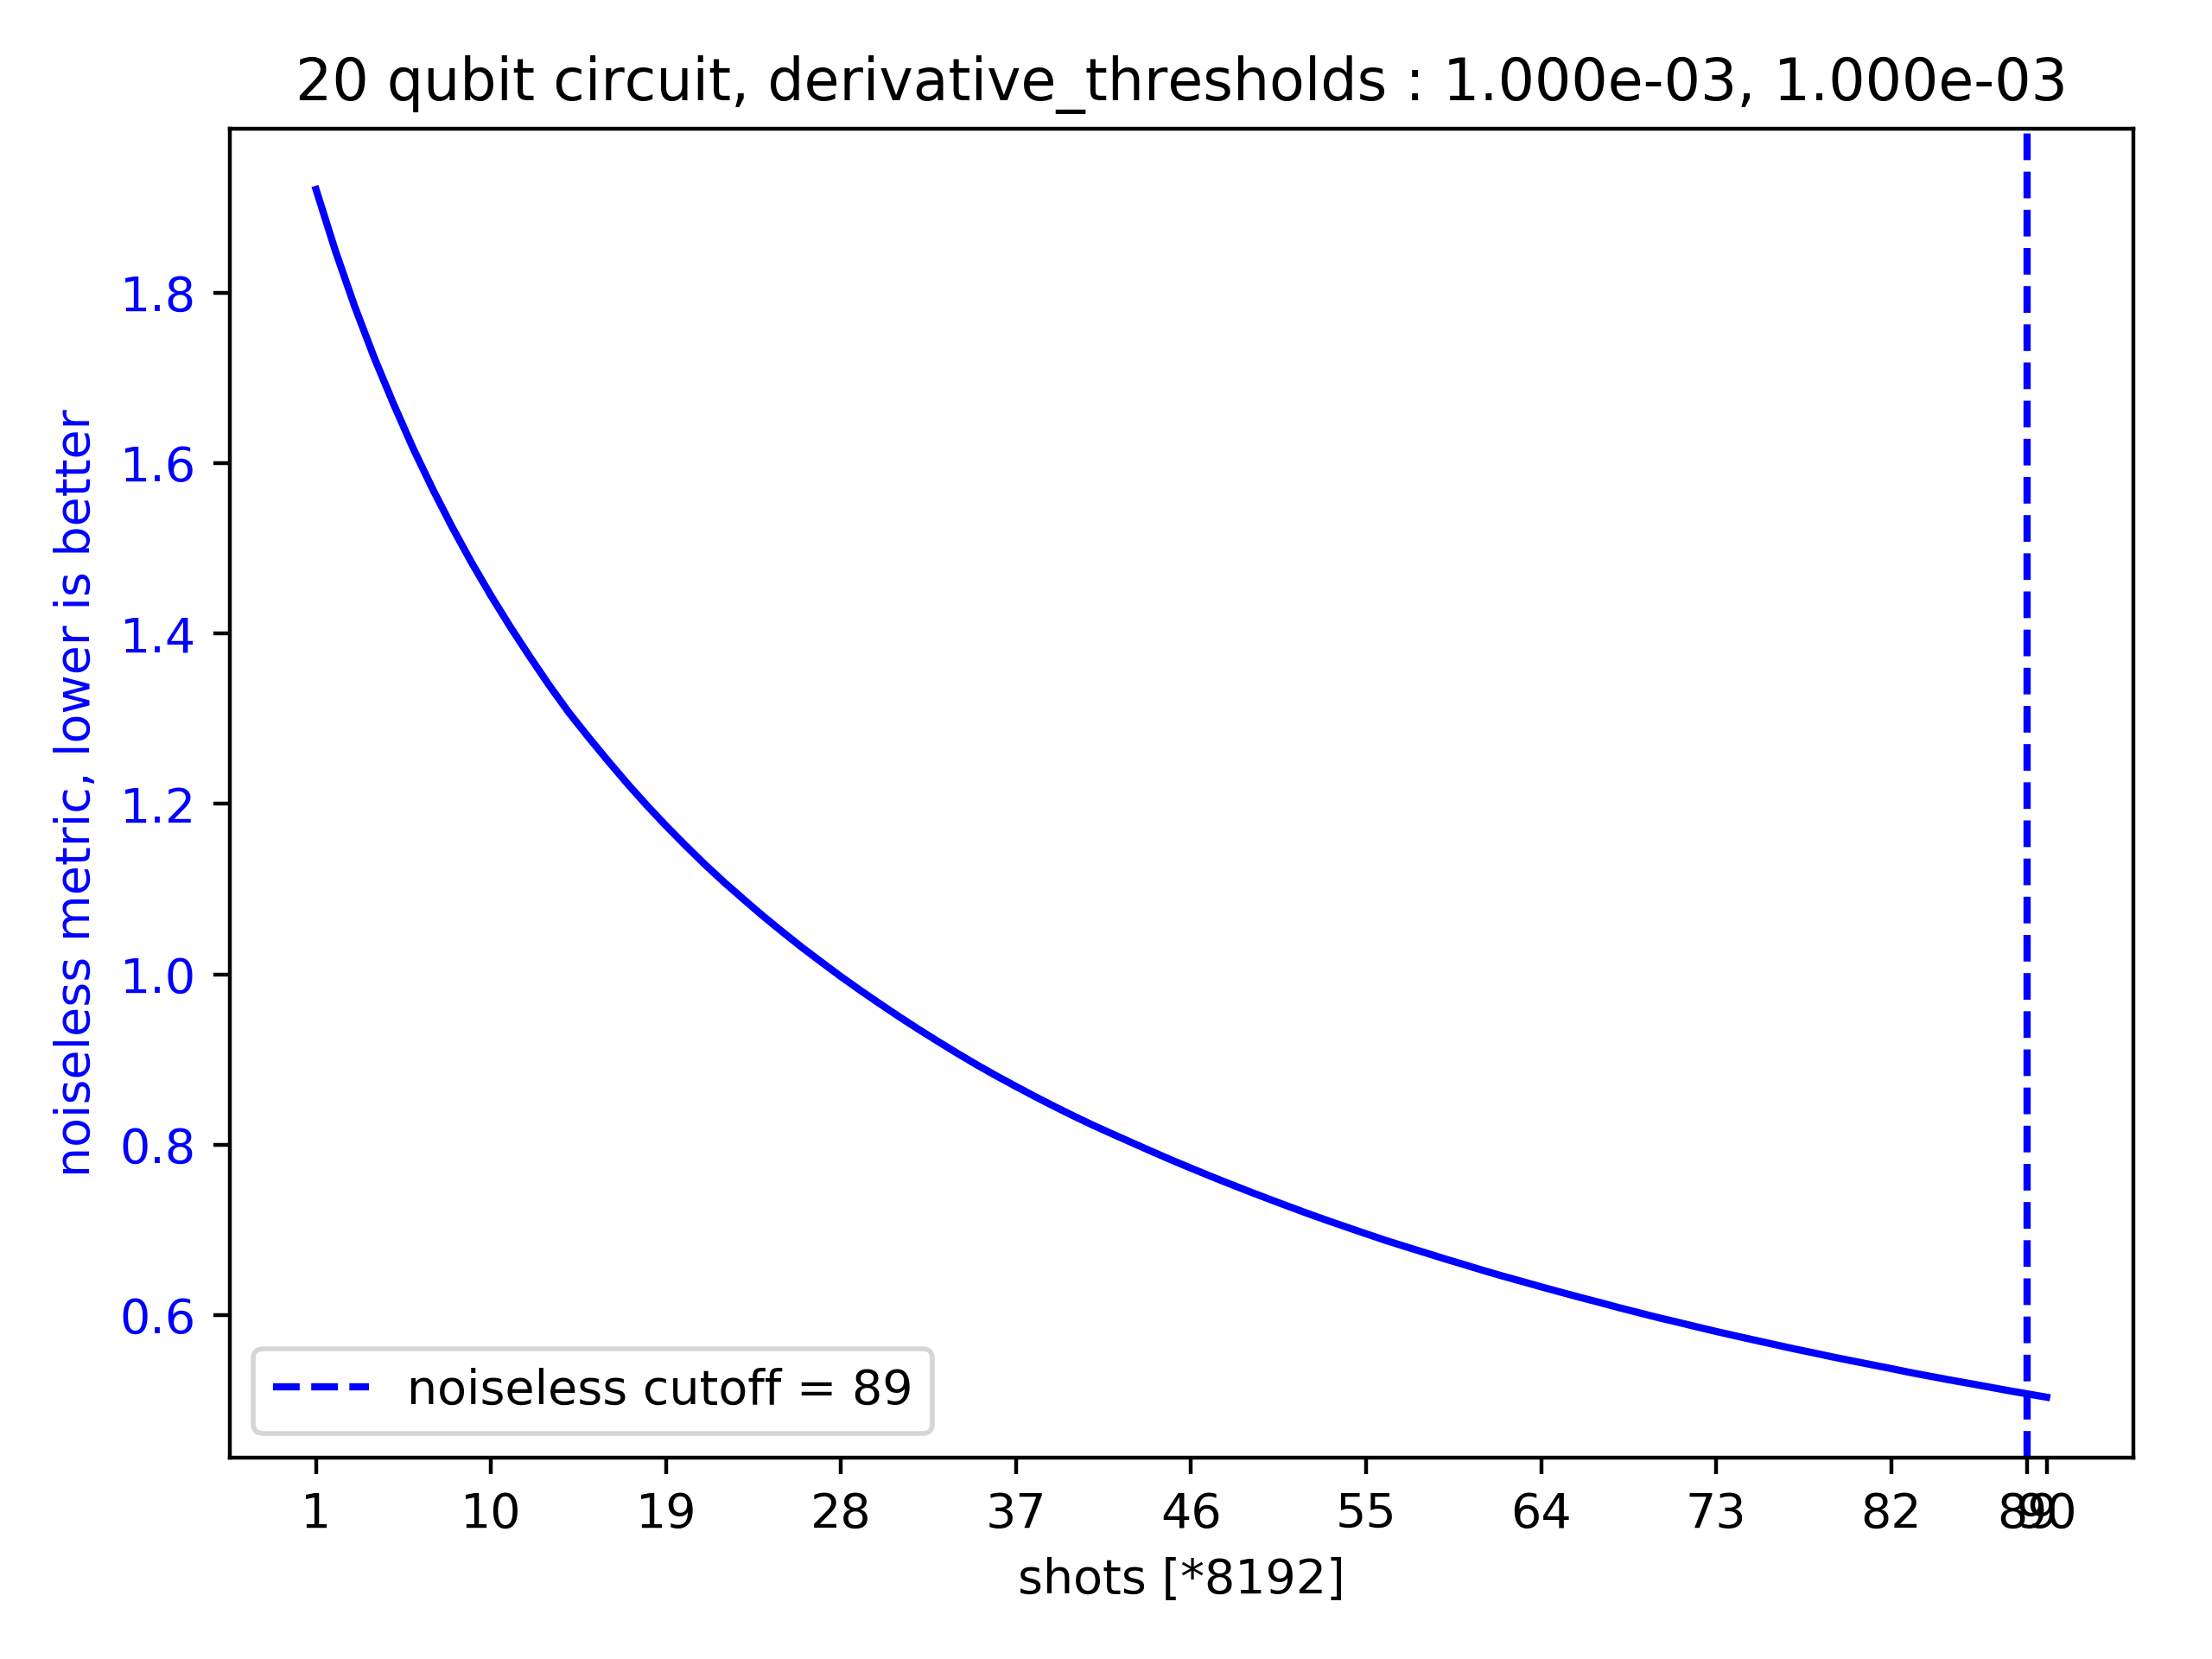 20 qubit circuit, derivative_thresholds : 1.000e-03, 1.000e-03
noiseless metric, lower is better
1.8
1.6
1.4
1.2
1.0
0.8
0.6
noiseless cutoff = 89
1 10 19 28 37 46 55 64 73 82 89 90
shots [*8192]